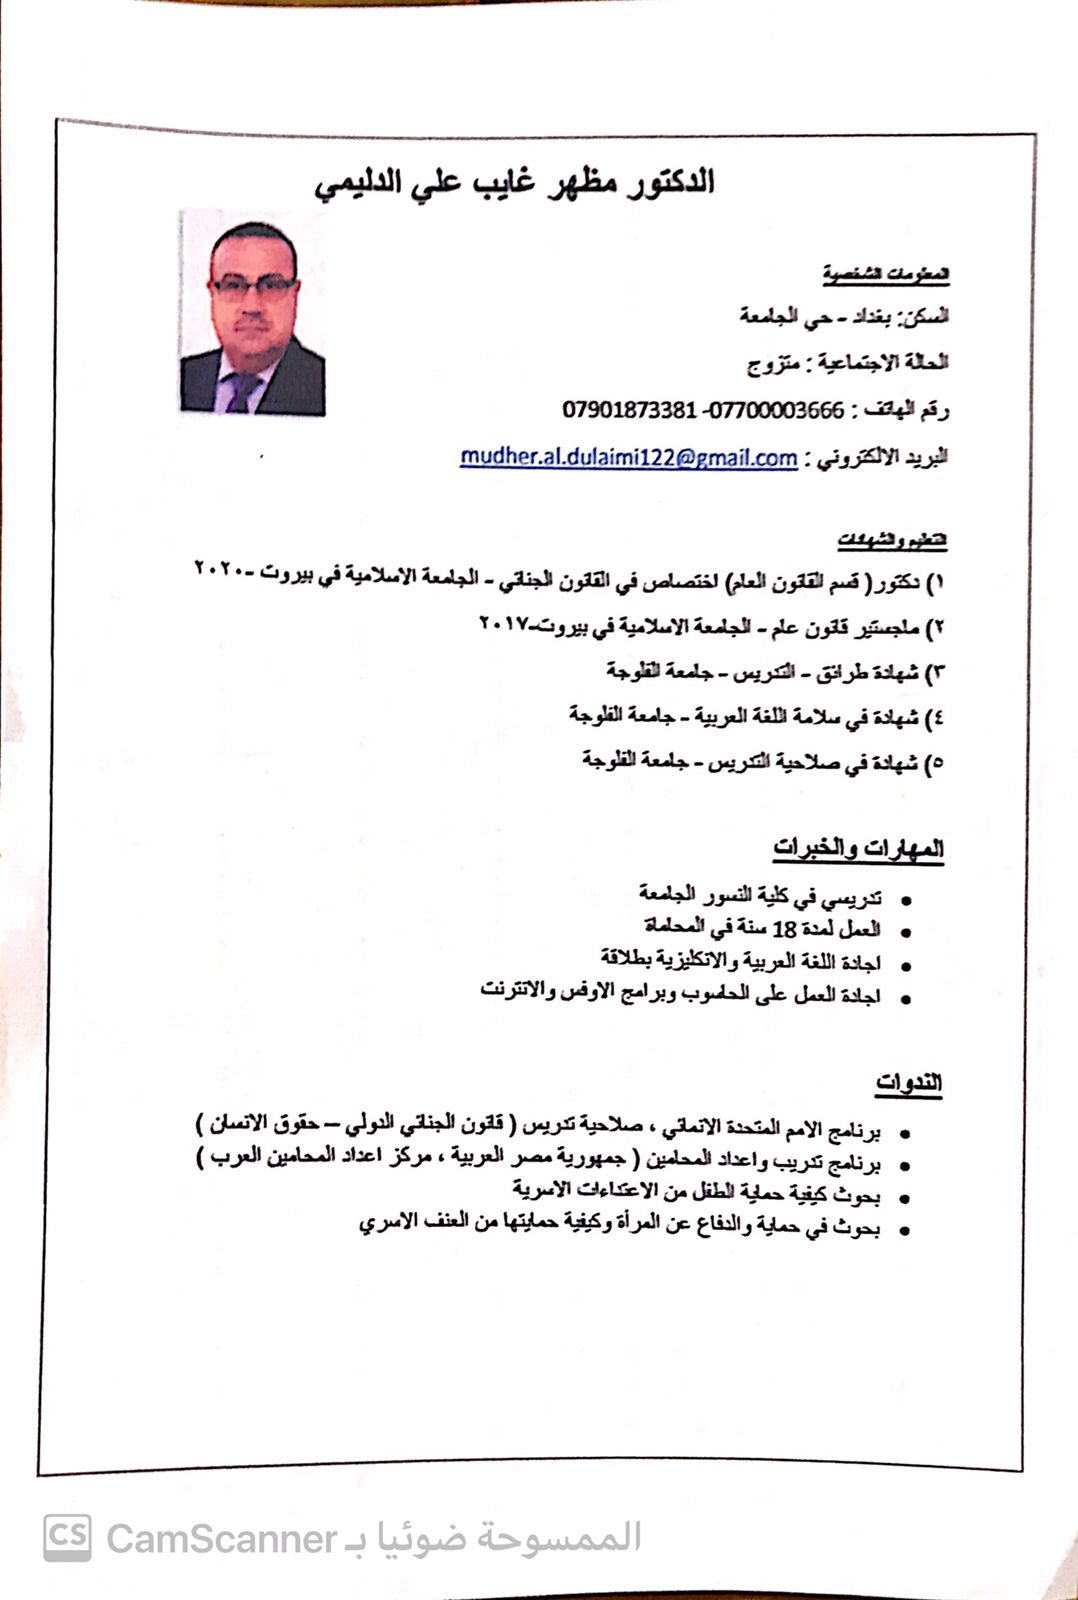 الدكتور مظهر غايب علي الدليمي
المعلومات الشخصية
السكن: بغداد - حي الجامعة
الحالة الاجتماعية : متزوج
رقم الهاتف : 07700003666- 07901873381
البريد الالكتروني : mudher.al.dulaimi122@gmail.com
التعليم والشهادات
١) دكتور( قسم القانون العام) اختصاص في القانون الجنائي - الجامعة الاسلامية في بيروت -٢٠٢٠
٢) ماجستير قانون عام - الجامعة الاسلامية في بيروت-٢٠١٧
٣) شهادة طرائق - التدريس - جامعة الفلوجة
٤) شهادة في سلامة اللغة العربية - جامعة الفلوجة
٥) شهادة في صلاحية التدريس - جامعة الفلوجة
المهارات والخبرات
• تدريسي في كلية النسور الجامعة
• العمل لمدة 18 سنة في المحاماة
• اجادة اللغة العربية والانكليزية بطلاقة
• اجادة العمل على الحاسوب وبرامج الاوفس والانترنت
الندوات
• برنامج الامم المتحدة الانمائي ، صلاحية تدريس ( قانون الجنائي الدولي – حقوق الانسان )
• برنامج تدريب واعداد المحامين ( جمهورية مصر العربية ، مركز اعداد المحامين العرب )
• بحوث كيفية حماية الطفل من الاعتداءات الاسرية
• بحوث في حماية والدفاع عن المرأة وكيفية حمايتها من العنف الاسري
CS الممسوحة ضوئيا بـ CamScanner